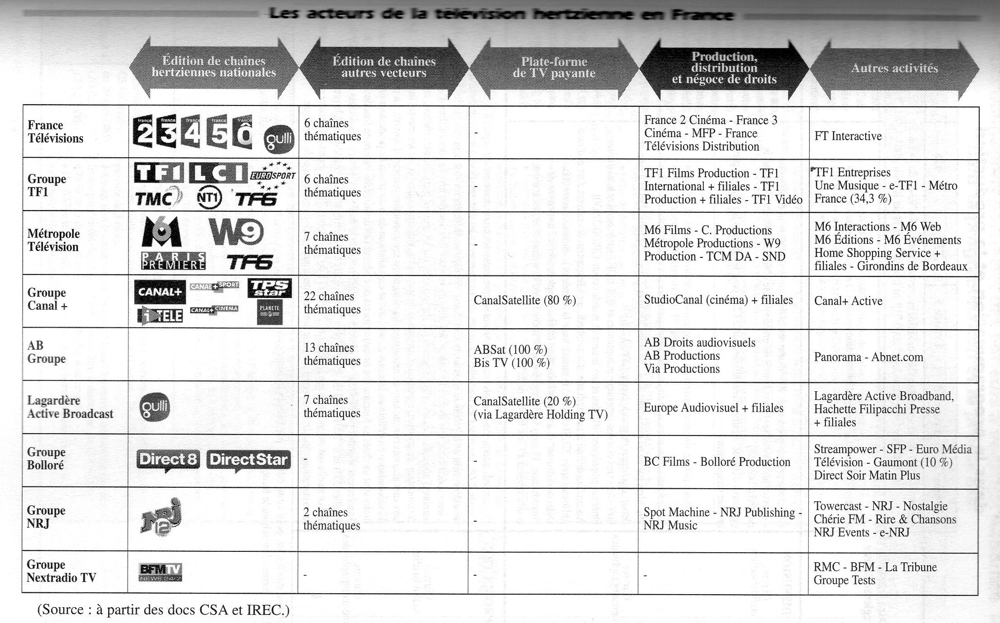 Les acteurs de la télévision hertzienne en France
Édition de chaînes
hertziennes nationales
Édition de chaînes
autres vecteurs
Plate-forme
de TV payante
Production,
distribution
et négoce de droits
Autres activités
France
Télévisions
france 2 france 3 france 4 france 5 france ô gulli
6 chaînes
thématiques
-
France 2 Cinéma - France 3
Cinéma - MFP - France
Télévisions Distribution
FT Interactive
Groupe
TF1
TF1 LCI EUROSPORT
TMC NT1 TF6
6 chaînes
thématiques
-
TF1 Films Production - TF1
International + filiales - TF1
Production + filiales - TF1 Vidéo
TF1 Entreprises
Une Musique - e-TF1 - Métro
France (34,3 %)
Métropole
Télévision
M6 W9
PARIS
PREMIERE TF6
7 chaînes
thématiques
-
M6 Films - C. Productions
Métropole Productions - W9
Production - TCM DA - SND
M6 Interactions - M6 Web
M6 Éditions - M6 Événements
Home Shopping Service +
filiales - Girondins de Bordeaux
Groupe
Canal +
CANAL+ CANAL+ SPORT TPS
star
i TELE CANAL+ CINEMA PLANETE
22 chaînes
thématiques
CanalSatellite (80 %)
StudioCanal (cinéma) + filiales
Canal+ Active
AB
Groupe
13 chaînes
thématiques
ABSat (100 %)
Bis TV (100 %)
AB Droits audiovisuels
AB Productions
Via Productions
Panorama - Abnet.com
Lagardère
Active Broadcast
gulli
7 chaînes
thématiques
CanalSatellite (20 %)
(via Lagardère Holding TV)
Europe Audiovisuel + filiales
Lagardère Active Broadband,
Hachette Filipacchi Presse
+ filiales
Groupe
Bolloré
Direct8 DirectStar
-
-
BC Films - Bolloré Production
Streampower - SFP - Euro Média
Télévision - Gaumont (10 %)
Direct Soir Matin Plus
Groupe
NRJ
NRJ
12
2 chaînes
thématiques
-
Spot Machine - NRJ Publishing -
NRJ Music
Towercast - NRJ - Nostalgie
Chérie FM - Rire & Chansons
NRJ Events - e-NRJ
Groupe
Nextradio TV
BFM TV
NEWS 24/7
-
-
-
RMC - BFM - La Tribune
Groupe Tests
(Source : à partir des docs CSA et IREC.)